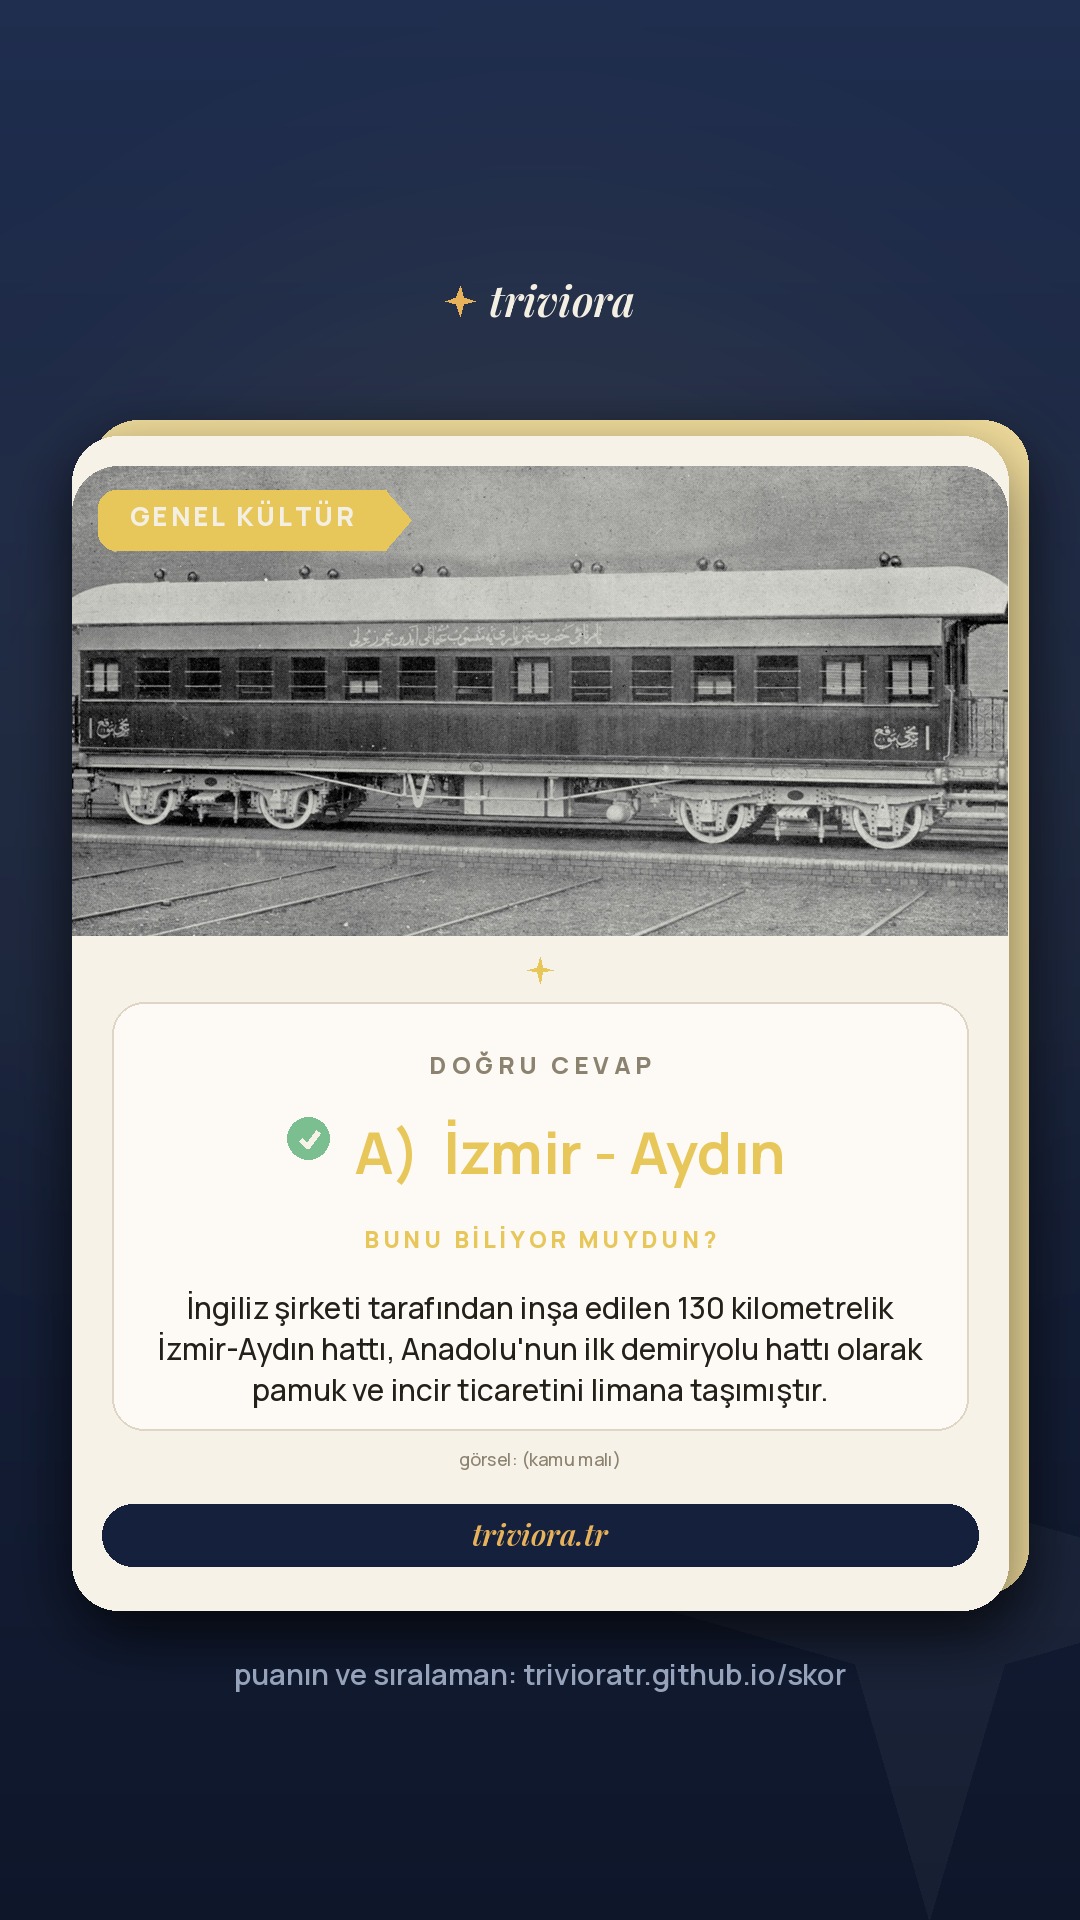 triviora
GENEL KÜLTÜR
DOĞRU CEVAP
A) İzmir - Aydın
BUNU BİLİYOR MUYDUN?
İngiliz şirketi tarafından inşa edilen 130 kilometrelik
İzmir-Aydın hattı, Anadolu'nun ilk demiryolu hattı olarak
pamuk ve incir ticaretini limana taşımıştır.
görsel: (kamu malı)
triviora.tr
puanın ve sıralaman: trivioratr.github.io/skor